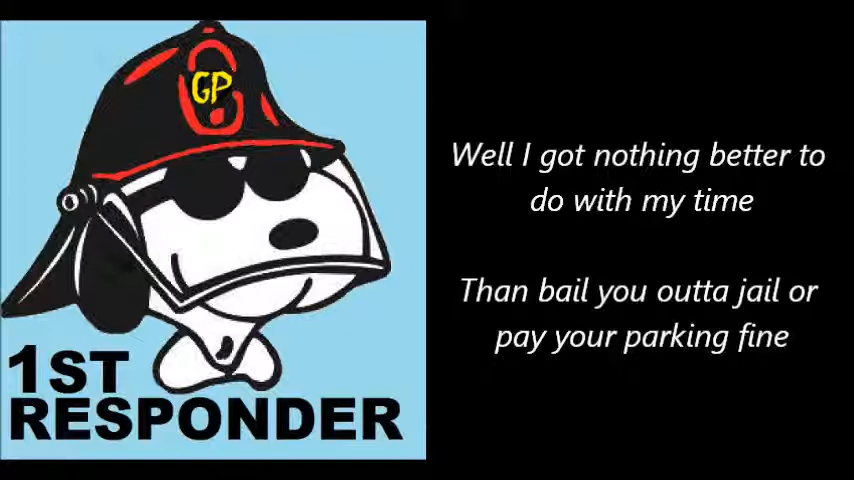 GP
1ST
RESPONDER
Well I got nothing better to
do with my time
Than bail you outta jail or
pay your parking fine